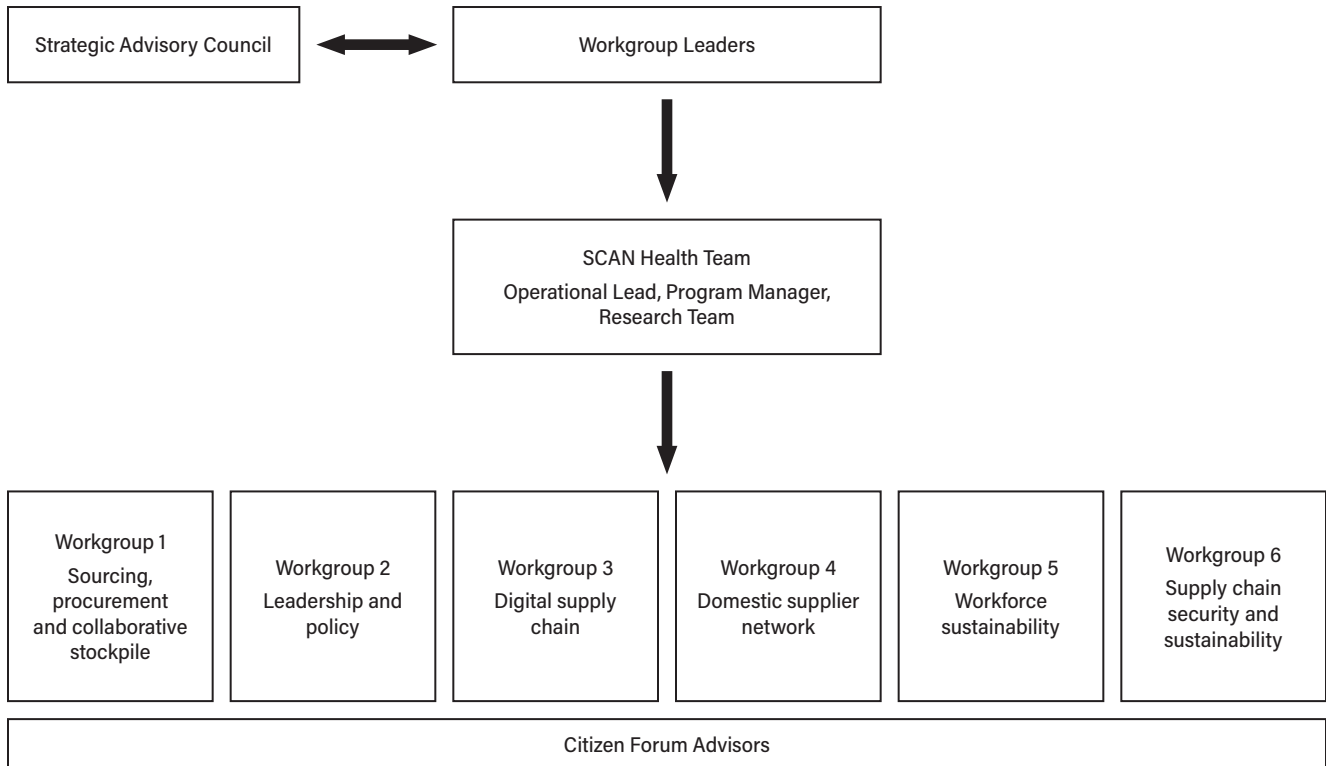 Strategic Advisory Council
Workgroup Leaders
SCAN Health Team
Operational Lead, Program Manager,
Research Team
Workgroup 1
Sourcing,
procurement
and collaborative
stockpile
Workgroup 2
Leadership and
policy
Workgroup 3
Digital supply
chain
Workgroup 4
Domestic supplier
network
Workgroup 5
Workforce
sustainability
Workgroup 6
Supply chain
security and
sustainability
Citizen Forum Advisors